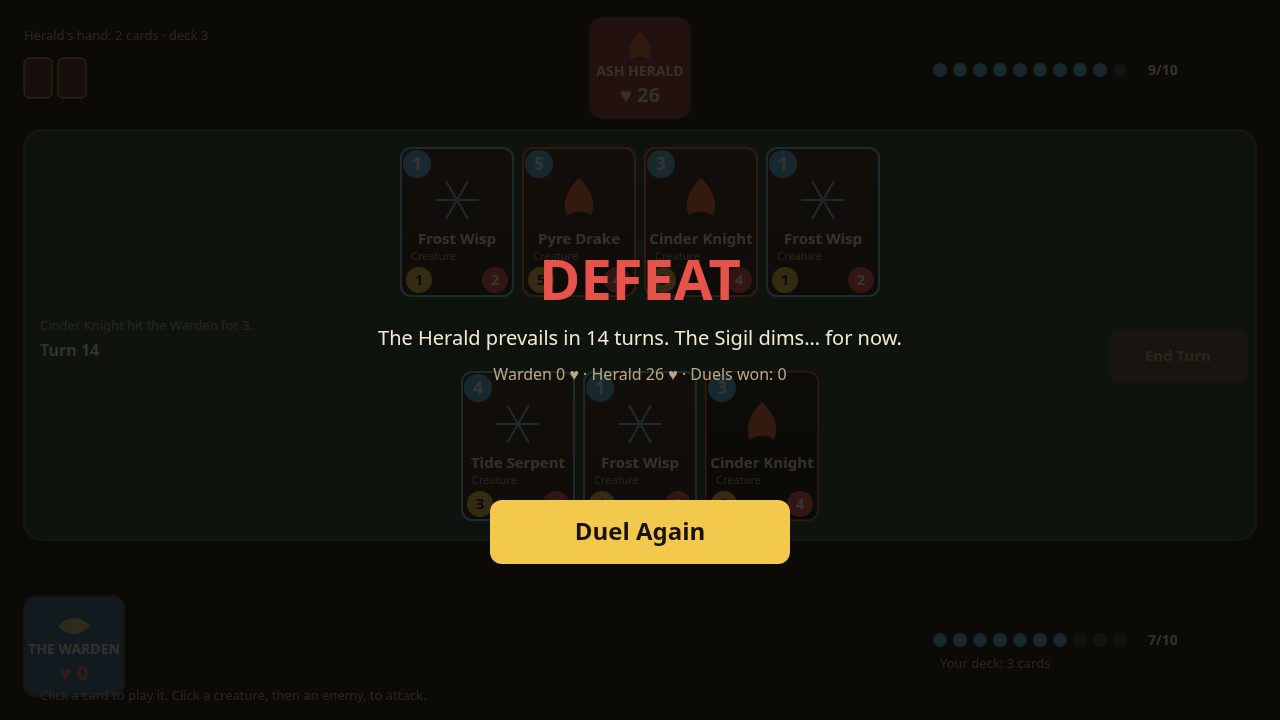 Herald's hand: 2 cards · deck 3
ASH HERALD
♥ 26
9/10
1
Frost Wisp
Creature
1
2
5
Pyre Drake
Creature
5
3
Cinder Knight
Creature
4
1
Frost Wisp
Creature
1
2
DEFEAT
Cinder Knight hit the Warden for 3.
Turn 14
The Herald prevails in 14 turns. The Sigil dims... for now.
End Turn
Warden 0 ♥ · Herald 26 ♥ · Duels won: 0
4
Tide Serpent
Creature
3
1
Frost Wisp
Creature
3
Cinder Knight
Creature
4
Duel Again
THE WARDEN
♥ 0
7/10
Your deck: 3 cards
Click a card to play it. Click a creature, then an enemy, to attack.